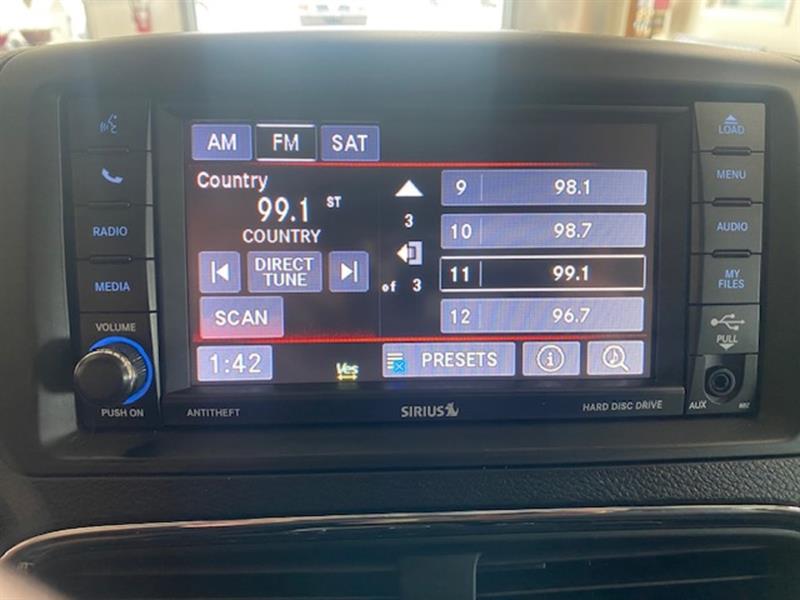 AM FM SAT
LOAD
Country
99.1 ST
COUNTRY
DIRECT
TUNE
SCAN
1:42
3
of 3
9 98.1
10 98.7
11 99.1
12 96.7
Yes
PRESETS
RADIO
MEDIA
VOLUME
PUSH ON
MENU
AUDIO
MY
FILES
PULL
AUX
ANTITHEFT
SIRIUS
HARD DISC DRIVE